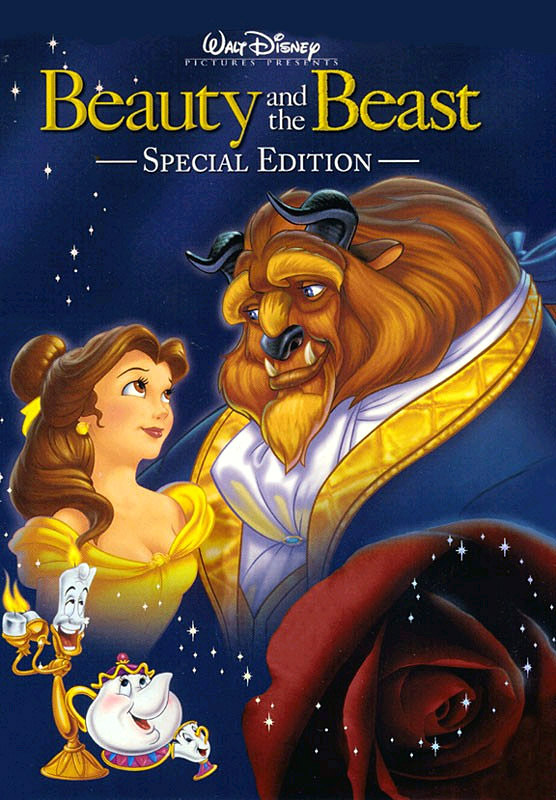 Walt Disney
PICTURES PRESENTS
Beauty and the Beast
SPECIAL EDITION